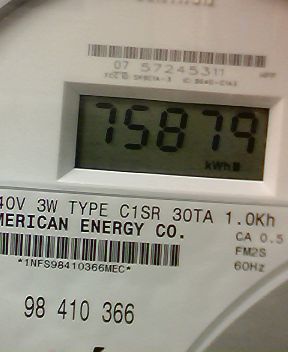 07 57245311
75879
kWh
40V 3W TYPE C1SR 30TA 1.0Kh
MERICAN ENERGY CO.
CA 0.5
FM2S
60Hz
*1NFS98410366MEC*
98 410 366